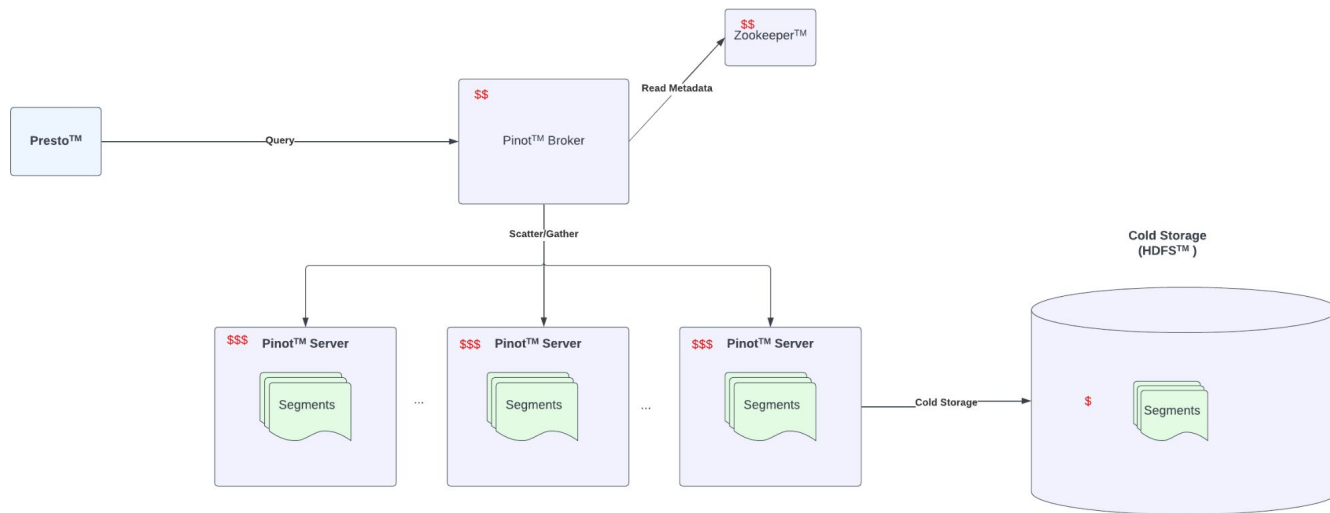 $$
Zookeeper™
Read Metadata
$$
Pinot™ Broker
Presto™
Query
Scatter/Gather
Cold Storage
(HDFS™ )
$$$ Pinot™ Server
Segments
...
$$$ Pinot™ Server
Segments
...
$$$ Pinot™ Server
Segments
Cold Storage
$
Segments